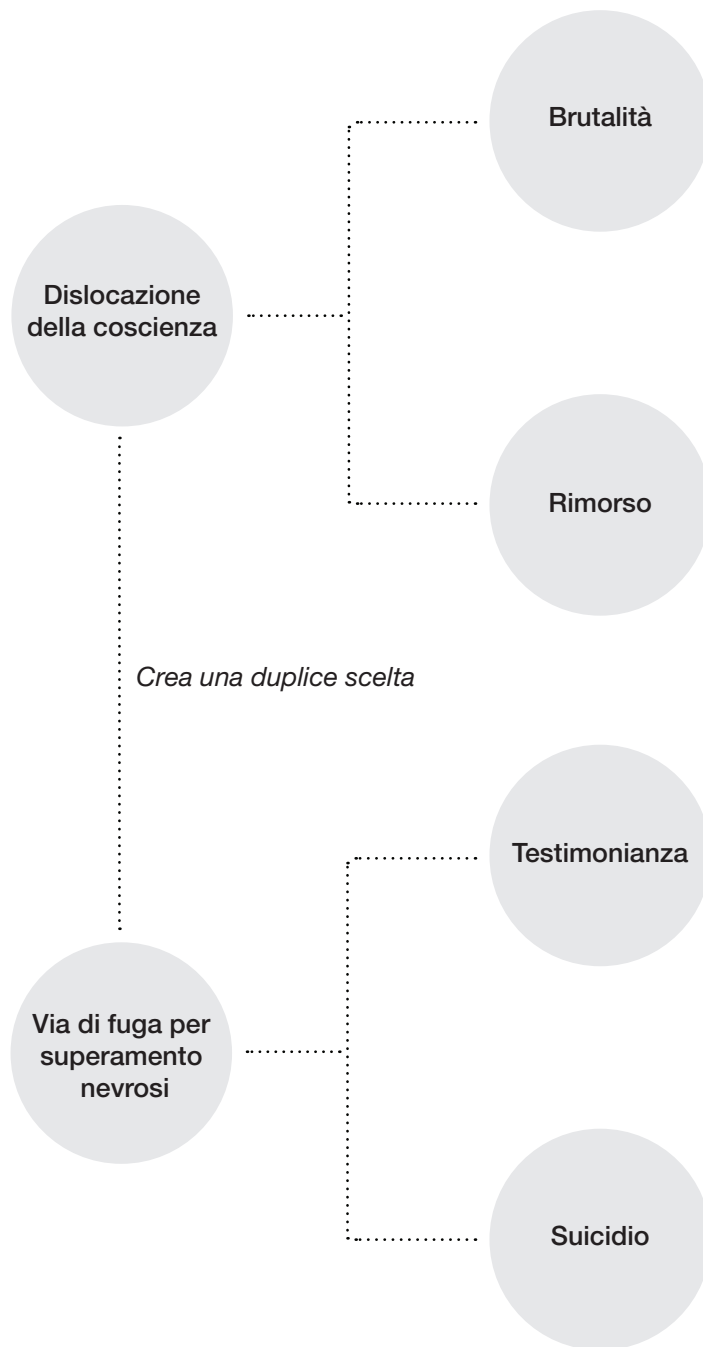 Brutalità
Dislocazione
della coscienza
Rimorso
Crea una duplice scelta
Testimonianza
Via di fuga per
superamento
nevrosi
Suicidio